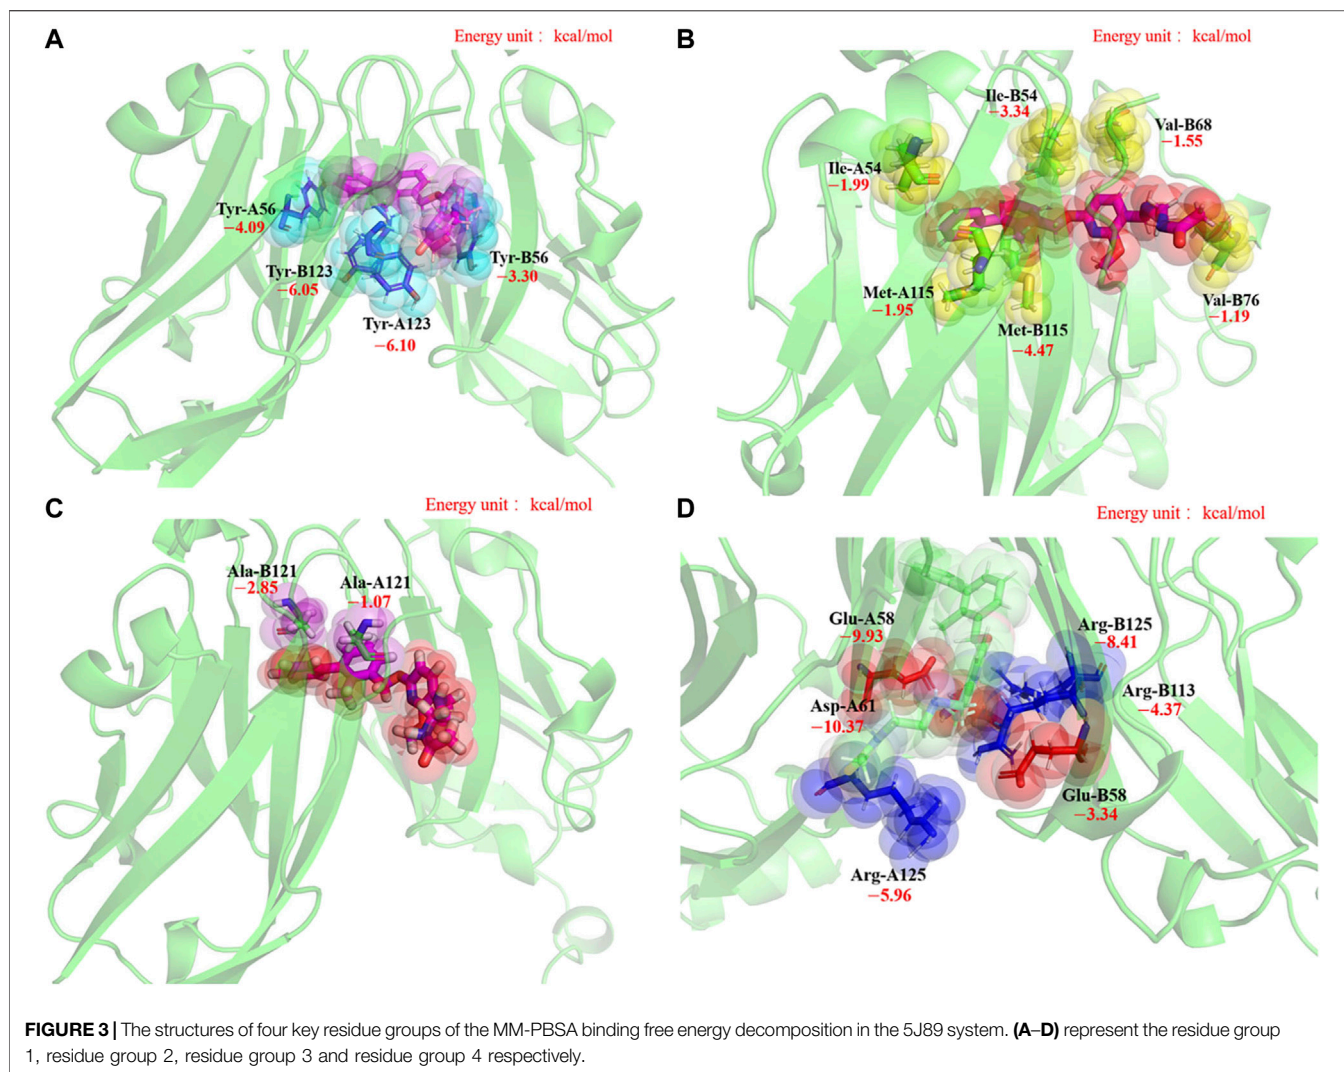 A
Energy unit : kcal/mol
Tyr-A56
−4.09
Tyr-B123
−6.05
Tyr-A123
−6.10
Tyr-B56
−3.30
B
Energy unit : kcal/mol
Ile-B54
−3.34
Val-B68
−1.55
Ile-A54
−1.99
Met-A115
−1.95
Met-B115
−4.47
Val-B76
−1.19
C
Energy unit : kcal/mol
Ala-B121
−2.85
Ala-A121
−1.07
D
Energy unit : kcal/mol
Glu-A58
−9.93
Asp-A61
−10.37
Arg-B125
−8.41
Arg-B113
−4.37
Glu-B58
−3.34
Arg-A125
−5.96
FIGURE 3 | The structures of four key residue groups of the MM-PBSA binding free energy decomposition in the 5J89 system. (A–D) represent the residue group
1, residue group 2, residue group 3 and residue group 4 respectively.